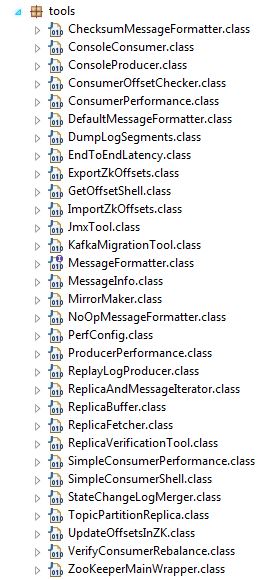 tools
ChecksumMessageFormatter.class
ConsoleConsumer.class
ConsoleProducer.class
ConsumerOffsetChecker.class
ConsumerPerformance.class
DefaultMessageFormatter.class
DumpLogSegments.class
EndToEndLatency.class
ExportZkOffsets.class
GetOffsetShell.class
ImportZkOffsets.class
JmxTool.class
KafkaMigrationTool.class
MessageFormatter.class
MessageInfo.class
MirrorMaker.class
NoOpMessageFormatter.class
PerfConfig.class
ProducerPerformance.class
ReplayLogProducer.class
ReplicaAndMessageIterator.class
ReplicaBuffer.class
ReplicaFetcher.class
ReplicaVerificationTool.class
SimpleConsumerPerformance.class
SimpleConsumerShell.class
StateChangeLogMerger.class
TopicPartitionReplica.class
UpdateOffsetsInZK.class
VerifyConsumerRebalance.class
ZooKeeperMainWrapper.class